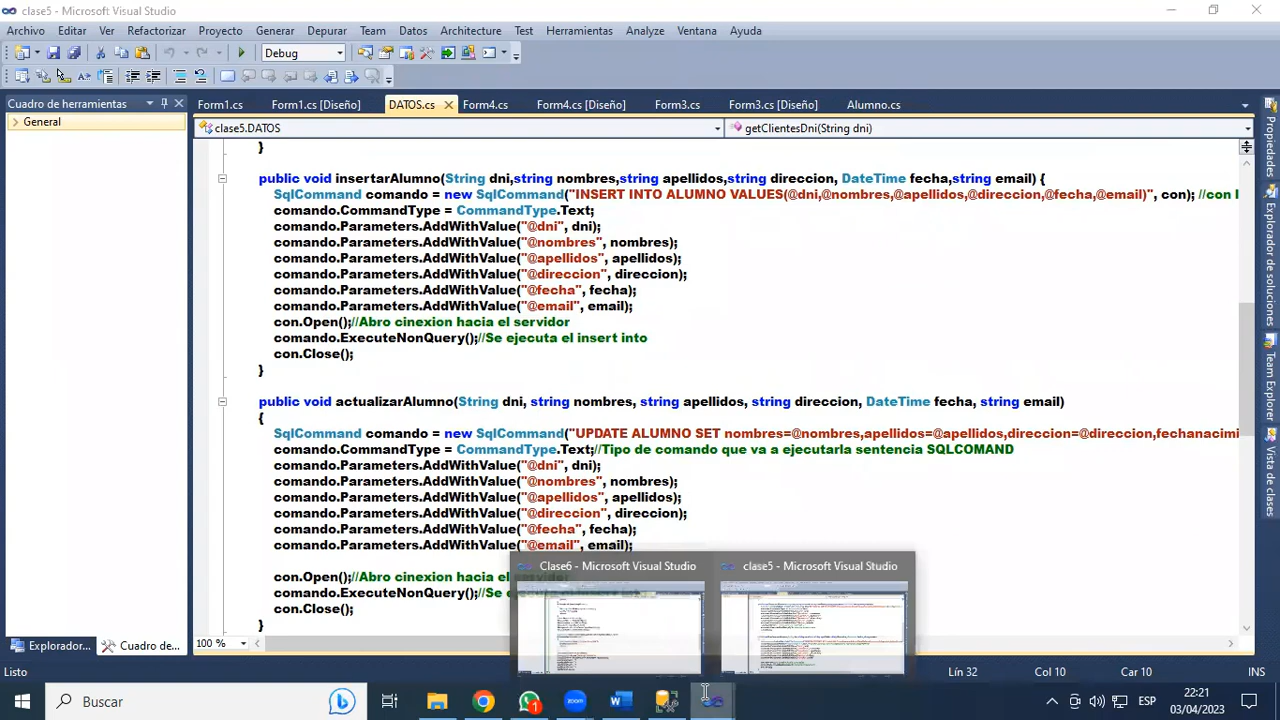 clase5 - Microsoft Visual Studio
Archivo Editar Ver Refactorizar Proyecto Generar Depurar Team Datos Architecture Test Herramientas Analyze Ventana Ayuda
Debug
Cuadro de herramientas
Form1.cs Form1.cs [Diseño] DATOS.cs Form4.cs Form4.cs [Diseño] Form3.cs Form3.cs [Diseño] Alumno.cs
General
clase5.DATOS getClientesDni(String dni)
}
public void insertarAlumno(String dni,string nombres,string apellidos,string direccion, DateTime fecha,string email) {
SqlCommand comando = new SqlCommand("INSERT INTO ALUMNO VALUES(@dni,@nombres,@apellidos,@direccion,@fecha,@email)", con); //con l
comando.CommandType = CommandType.Text;
comando.Parameters.AddWithValue("@dni", dni);
comando.Parameters.AddWithValue("@nombres", nombres);
comando.Parameters.AddWithValue("@apellidos", apellidos);
comando.Parameters.AddWithValue("@direccion", direccion);
comando.Parameters.AddWithValue("@fecha", fecha);
comando.Parameters.AddWithValue("@email", email);
con.Open();//Abro cinexion hacia el servidor
comando.ExecuteNonQuery();//Se ejecuta el insert into
con.Close();
}
public void actualizarAlumno(String dni, string nombres, string apellidos, string direccion, DateTime fecha, string email)
{
SqlCommand comando = new SqlCommand("UPDATE ALUMNO SET nombres=@nombres,apellidos=@apellidos,direccion=@direccion,fechanacimi
comando.CommandType = CommandType.Text;//Tipo de comando que va a ejecutarla sentencia SQLCOMAND
comando.Parameters.AddWithValue("@dni", dni);
comando.Parameters.AddWithValue("@nombres", nombres);
comando.Parameters.AddWithValue("@apellidos", apellidos);
comando.Parameters.AddWithValue("@direccion", direccion);
comando.Parameters.AddWithValue("@fecha", fecha);
comando.Parameters.AddWithValue("@email", email);
con.Open();//Abro
comando.ExecuteNonQuery();//Se
con.Close();
}
Clase6 - Microsoft Visual Studio
clase5 - Microsoft Visual Studio
Propiedades
Explorador de soluciones
Team Explorer
Vista de clases
Explorado... Cuadro de...
100 %
Listo Lín 32 Col 10 Car 10 INS
Buscar
1
zoom
ESP
22:21
03/04/2023